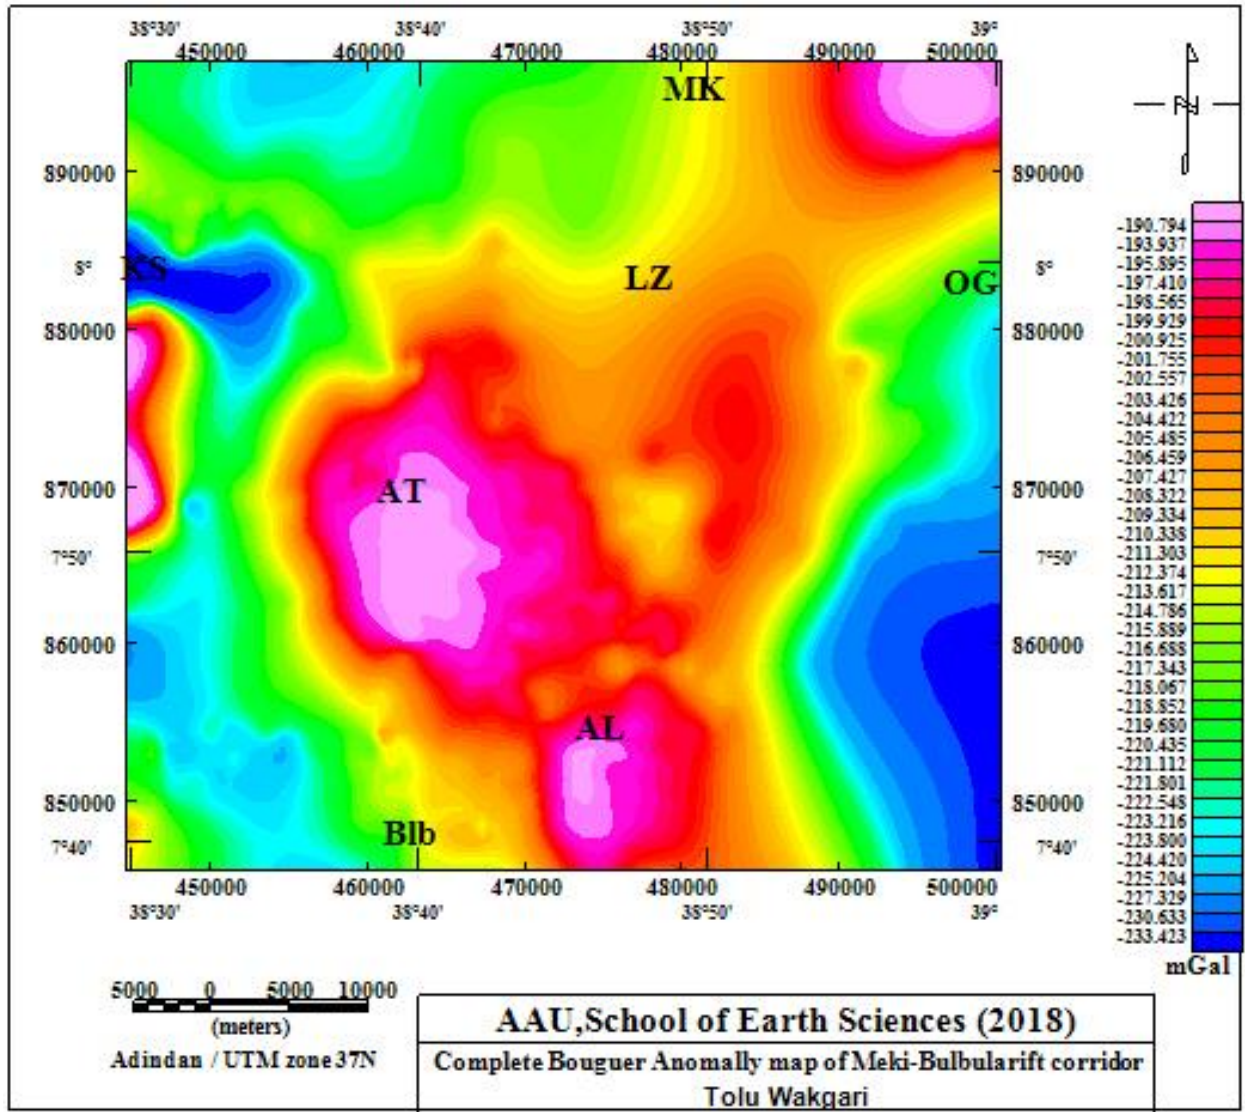 38°30' 38°40' 38°50' 39°
450000 460000 470000 480000 490000 500000
MK
N
890000 890000
KS
8° LZ OG 8°
880000 880000
870000 AT 870000
7°50' 7°50'
860000 860000
AL
850000 850000
Blb
7°40' 7°40'
450000 460000 470000 480000 490000 500000
38°30' 38°40' 38°50' 39°
-190.794
-193.937
-195.895
-197.410
-198.565
-199.929
-200.925
-201.755
-202.557
-203.426
-204.422
-205.485
-206.459
-207.427
-208.322
-209.334
-210.338
-211.303
-212.374
-213.617
-214.786
-215.889
-216.688
-217.343
-218.067
-218.852
-219.680
-220.435
-221.112
-221.801
-222.548
-223.216
-223.800
-224.420
-225.204
-227.329
-230.633
-233.423
mGal
5000 0 5000 10000
(meters)
Adindan / UTM zone 37N
AAU,School of Earth Sciences (2018)
Complete Bouguer Anomally map of Meki-Bulbularift corridor
Tolu Wakgari